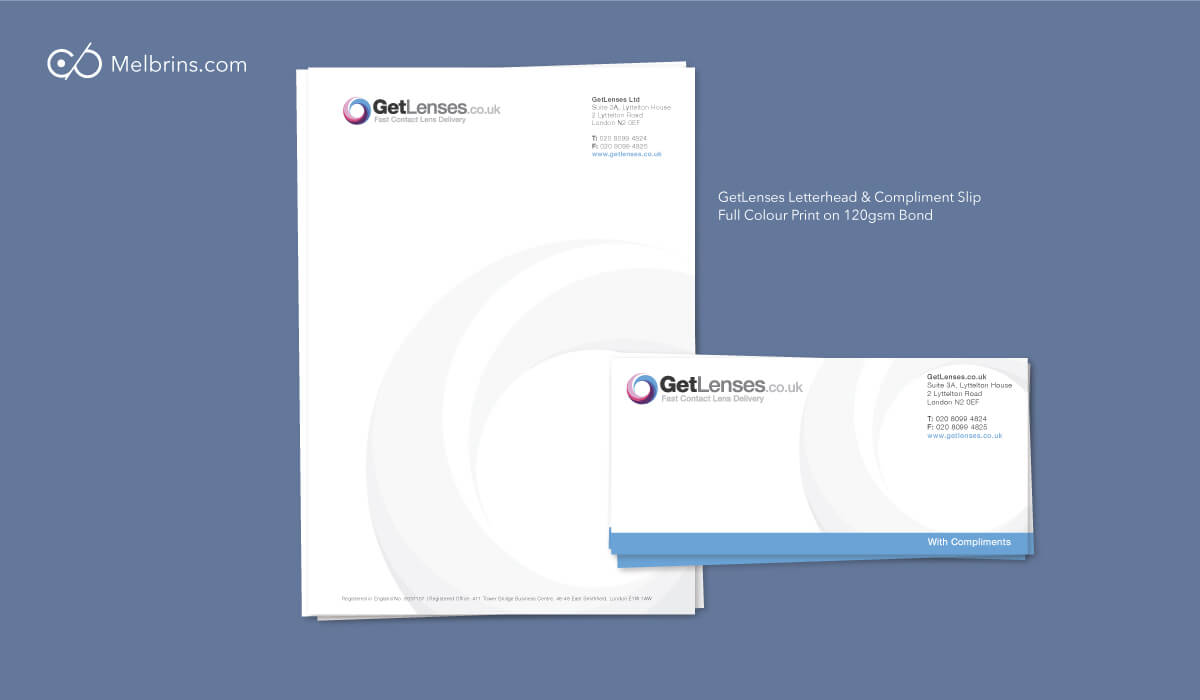 Melbrins.com
GetLenses.co.uk
Fast Contact Lens Delivery
GetLenses Ltd
Suite 3A, Lyttelton House
2 Lyttelton Road
London N2 0EF
T: 020 8099 4824
F: 020 8099 4825
www.getlenses.co.uk
GetLenses Letterhead & Compliment Slip
Full Colour Print on 120gsm Bond
GetLenses.co.uk
Fast Contact Lens Delivery
GetLenses.co.uk
Suite 3A, Lyttelton House
2 Lyttelton Road
London N2 0EF
T: 020 8099 4824
F: 020 8099 4825
www.getlenses.co.uk
With Compliments
Registered in England No. | Registered Office: Tower Bridge Business Centre, 46-48 East Smithfield, London E1W 1AW